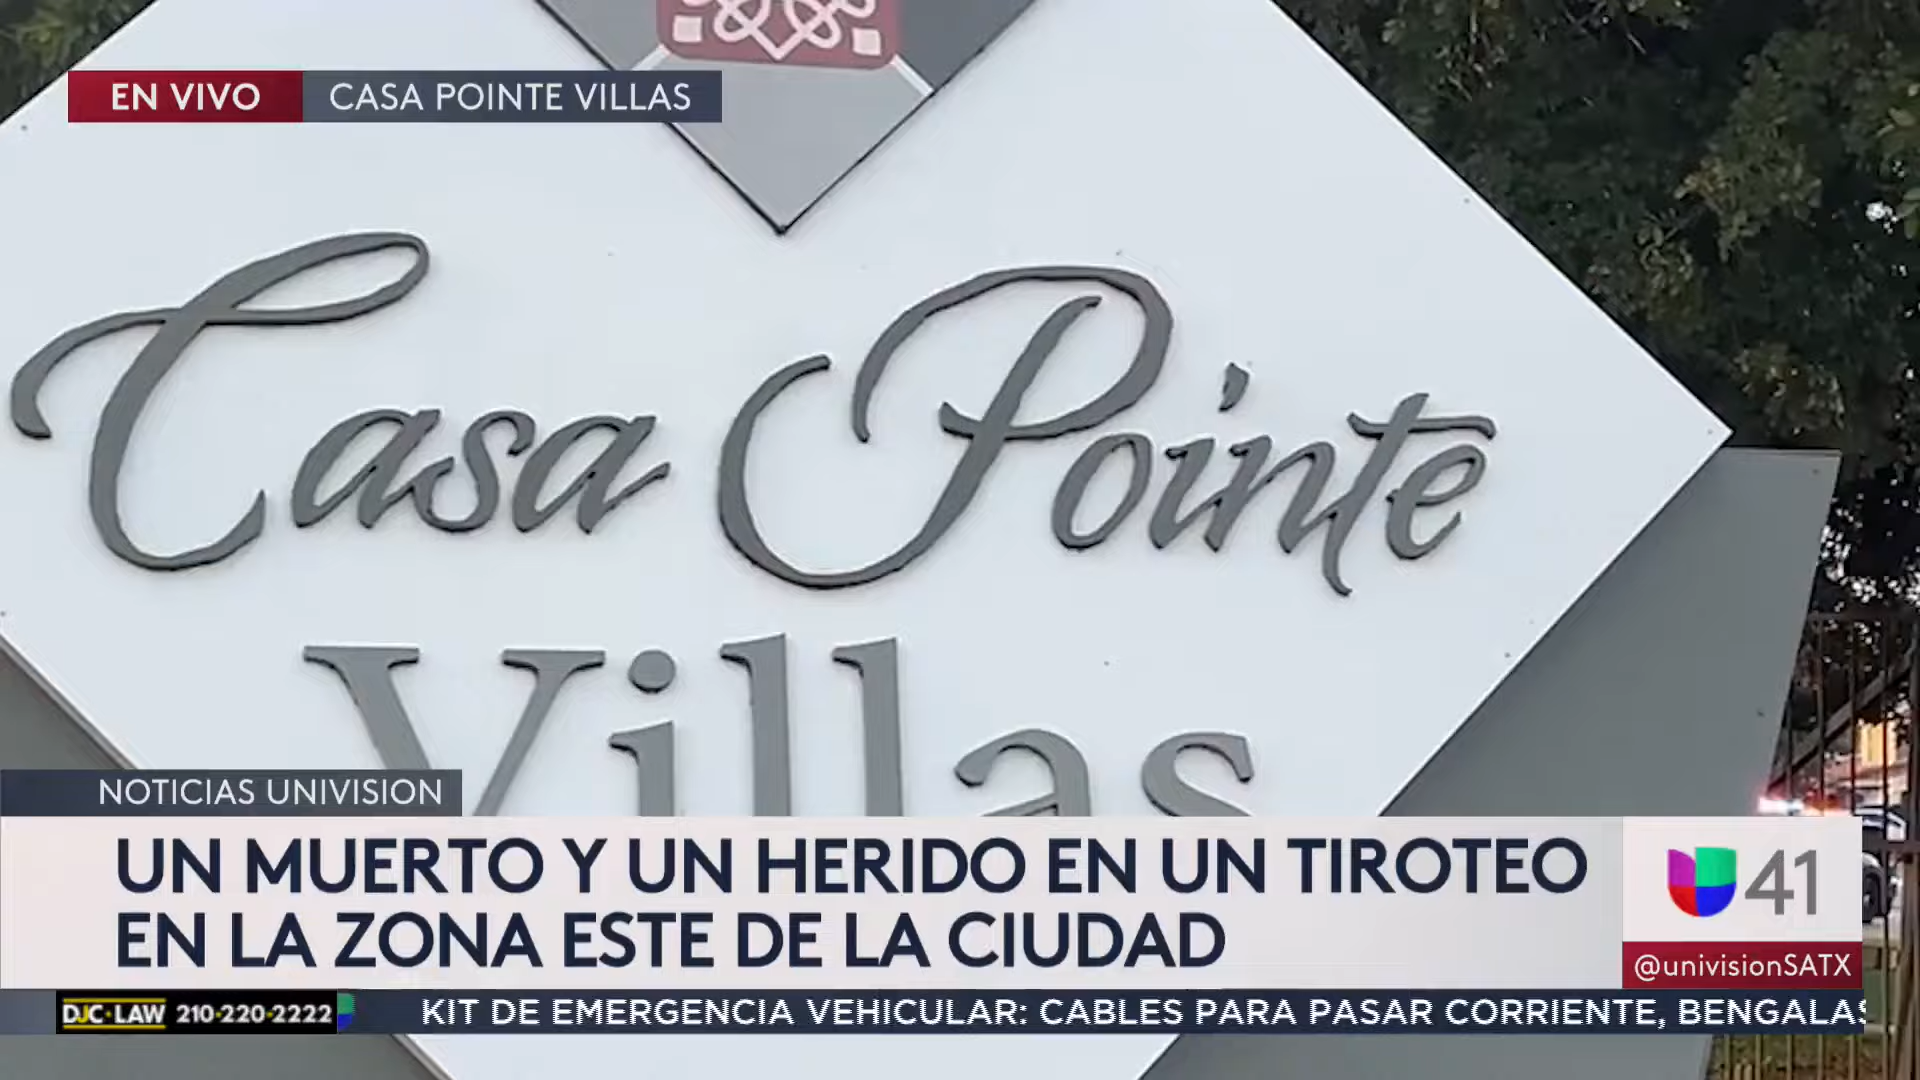 EN VIVO CASA POINTE VILLAS
Casa Pointe
Villas
NOTICIAS UNIVISION
UN MUERTO Y UN HERIDO EN UN TIROTEO
EN LA ZONA ESTE DE LA CIUDAD
41
@univisionSATX
DJC·LAW 210·220·2222
KIT DE EMERGENCIA VEHICULAR: CABLES PARA PASAR CORRIENTE, BENGALAS